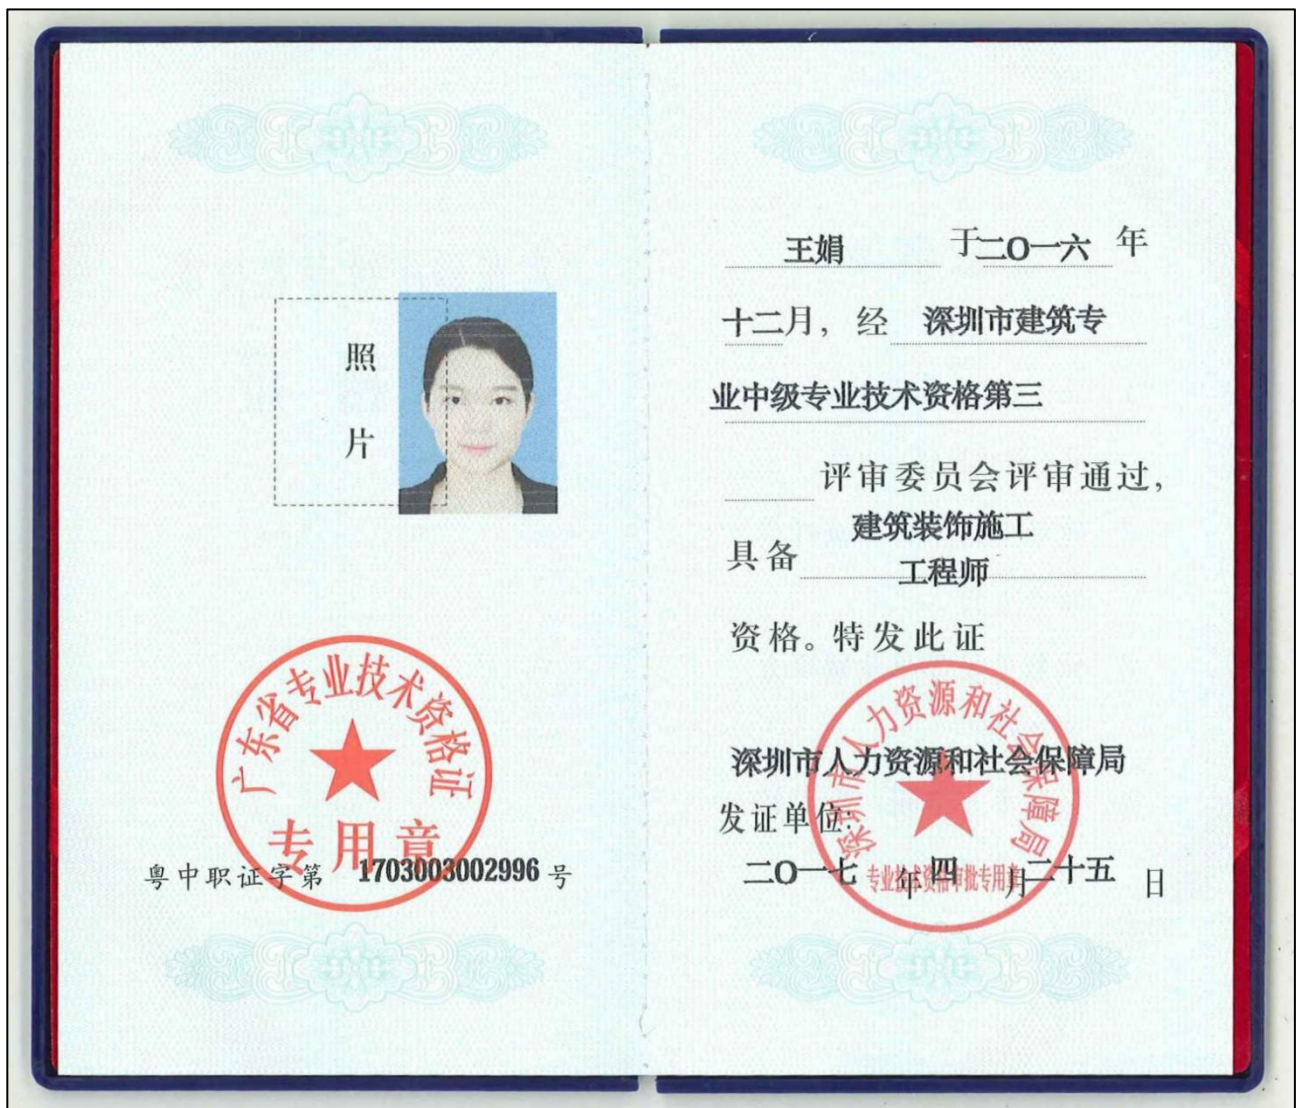 照
片
广东省专业技术资格证
专用章
粤中职证字第 1703003002996 号
王娟 于二〇一六 年
十二月，经 深圳市建筑专
业中级专业技术资格第三
评审委员会评审通过，
建筑装饰施工
具备
工程师
资格。特发此证
深圳市人力资源和社会保障局
深圳市人力资源和社会保障局
发证单位:
二〇一七 年 四 月 二十五 日
专业技术资格审批专用章